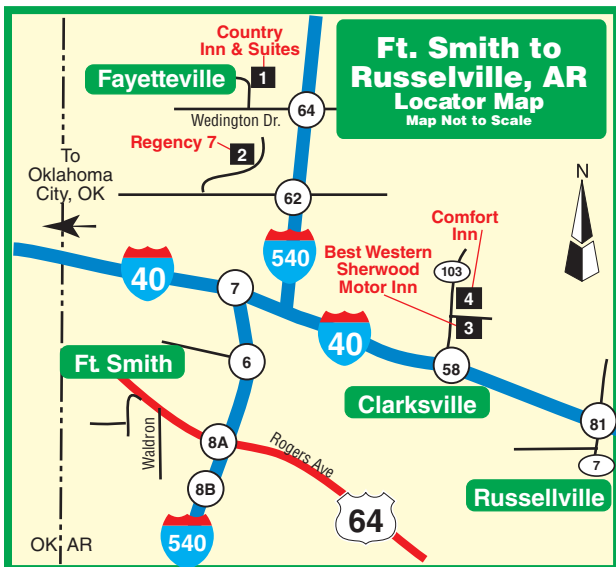 Ft. Smith to
Russelville, AR
Locator Map
Map Not to Scale
Country
Inn & Suites
1
Fayetteville
64
Wedington Dr.
Regency 7
2
62
To
Oklahoma
City, OK
N
540
Comfort
Inn
Best Western
Sherwood
Motor Inn
103
4
3
40
7
40
6
58
Ft. Smith
Clarksville
81
7
Russellville
Waldron
8A
Rogers Ave
8B
64
540
OK AR